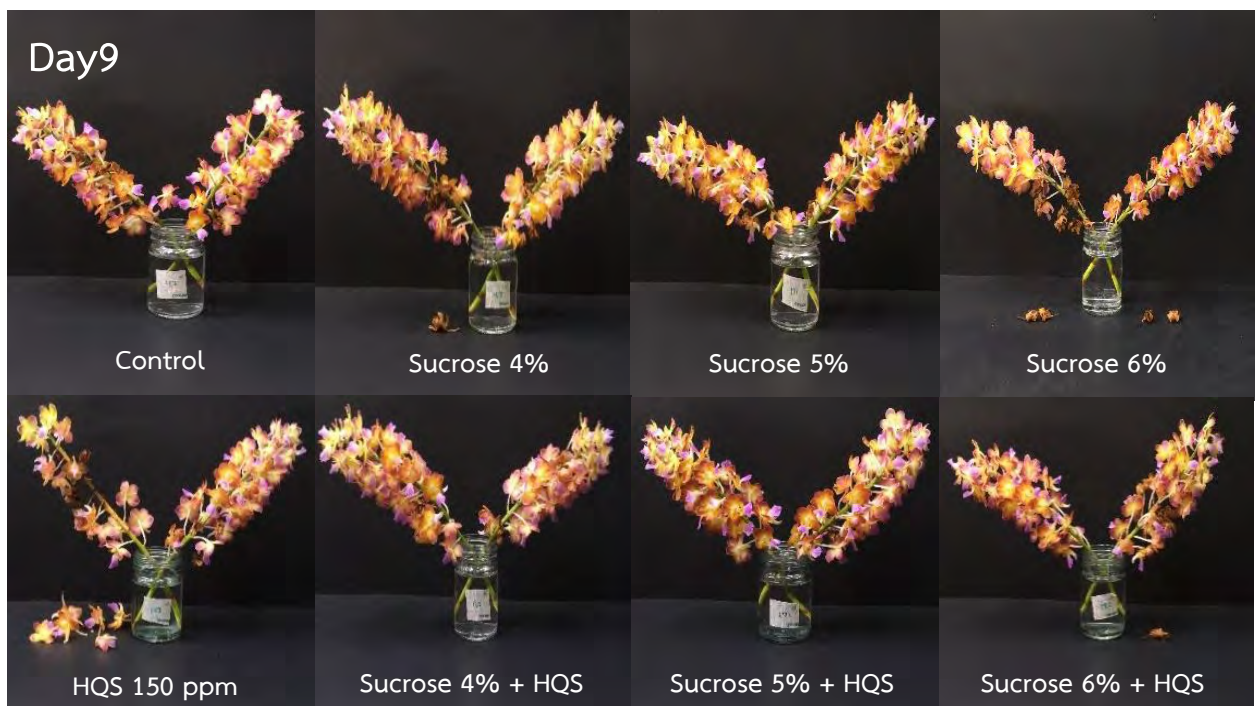 Day9
Control
Sucrose 4%
Sucrose 5%
Sucrose 6%
HQS 150 ppm
Sucrose 4% + HQS
Sucrose 5% + HQS
Sucrose 6% + HQS